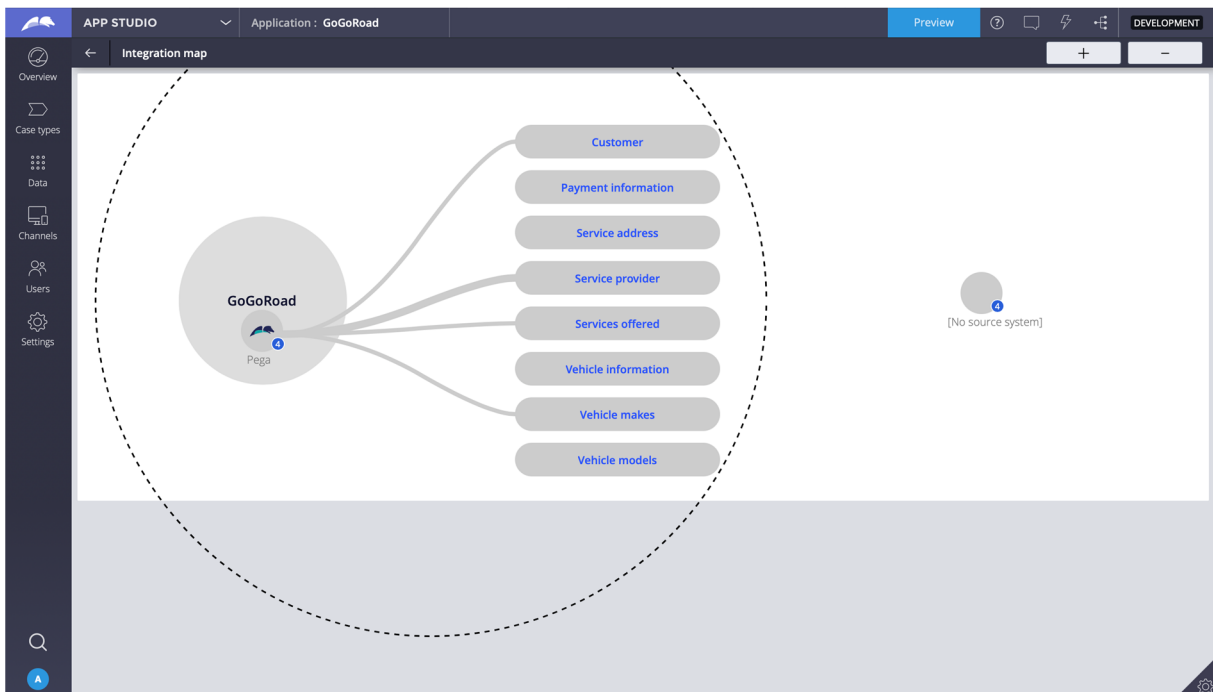 APP STUDIO
Application : GoGoRoad
Preview
DEVELOPMENT
Integration map
+
−
Overview
Case types
Data
Channels
Users
Settings
A
GoGoRoad
4
Pega
Customer
Payment information
Service address
Service provider
Services offered
Vehicle information
Vehicle makes
Vehicle models
4
[No source system]